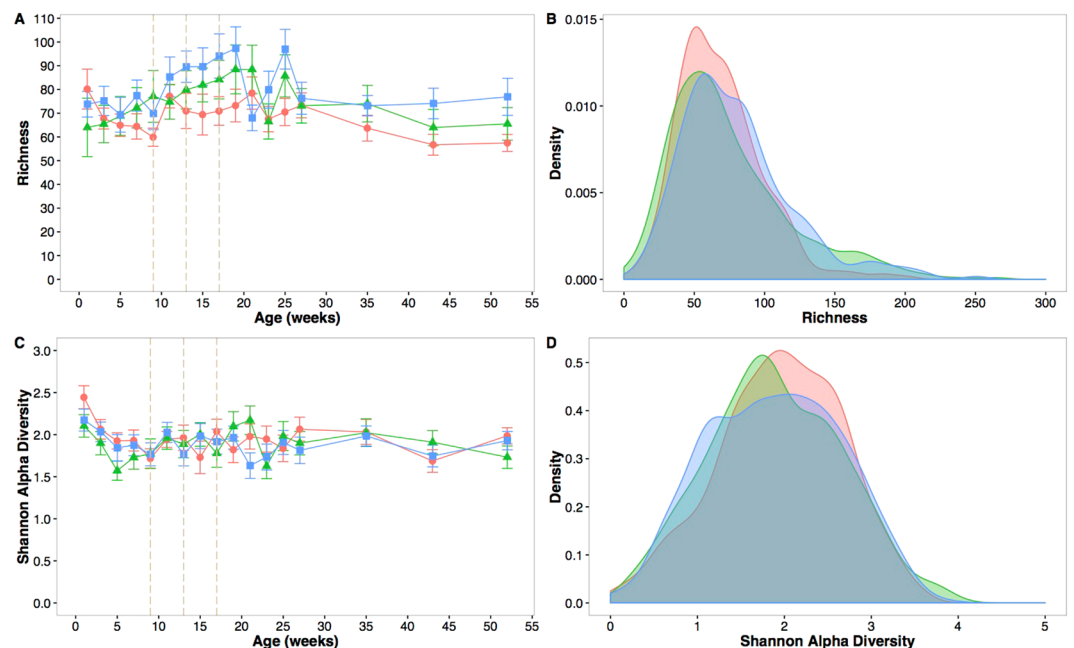 A
110
100
90
80
70
60
50
40
30
20
10
0
Richness
0 5 10 15 20 25 30 35 40 45 50 55
Age (weeks)
B
0.015
0.010
0.005
0.000
Density
0 50 100 150 200 250 300
Richness
C
3.0
2.5
2.0
1.5
1.0
0.5
0.0
Shannon Alpha Diversity
0 5 10 15 20 25 30 35 40 45 50 55
Age (weeks)
D
0.5
0.4
0.3
0.2
0.1
0.0
Density
0 1 2 3 4 5
Shannon Alpha Diversity